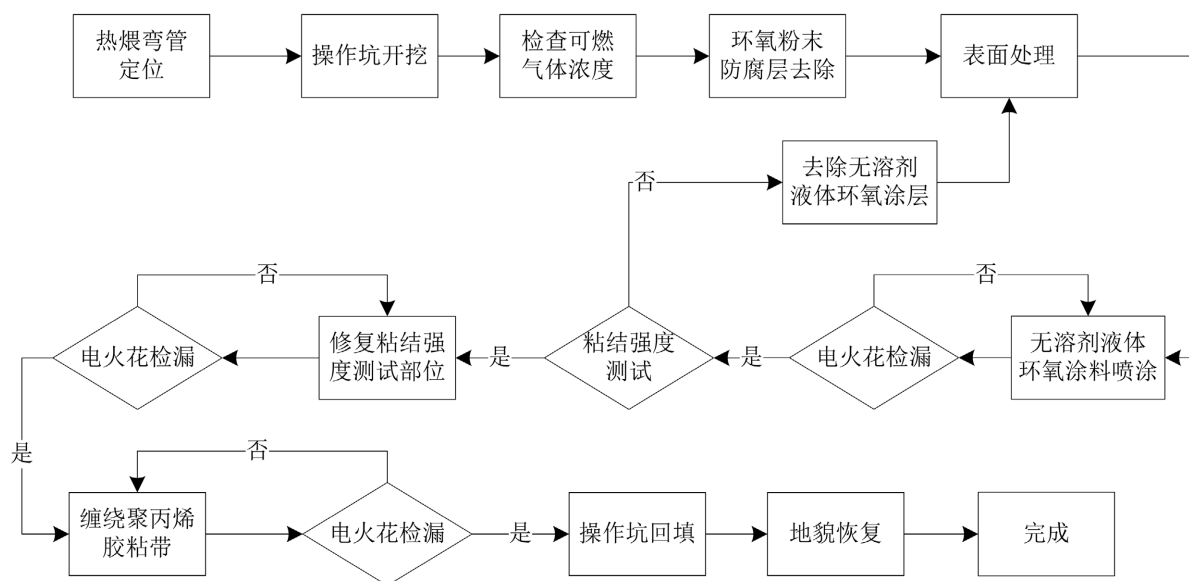 热煨弯管
定位
操作坑开挖
检查可燃
气体浓度
环氧粉末
防腐层去除
表面处理
否
去除无溶剂
液体环氧涂层
否
否
电火花检漏
是
修复粘结强
度测试部位
是
粘结强度
测试
是
电火花检漏
无溶剂液体
环氧涂料喷涂
否
缠绕聚丙烯
胶粘带
电火花检漏
是
操作坑回填
地貌恢复
完成